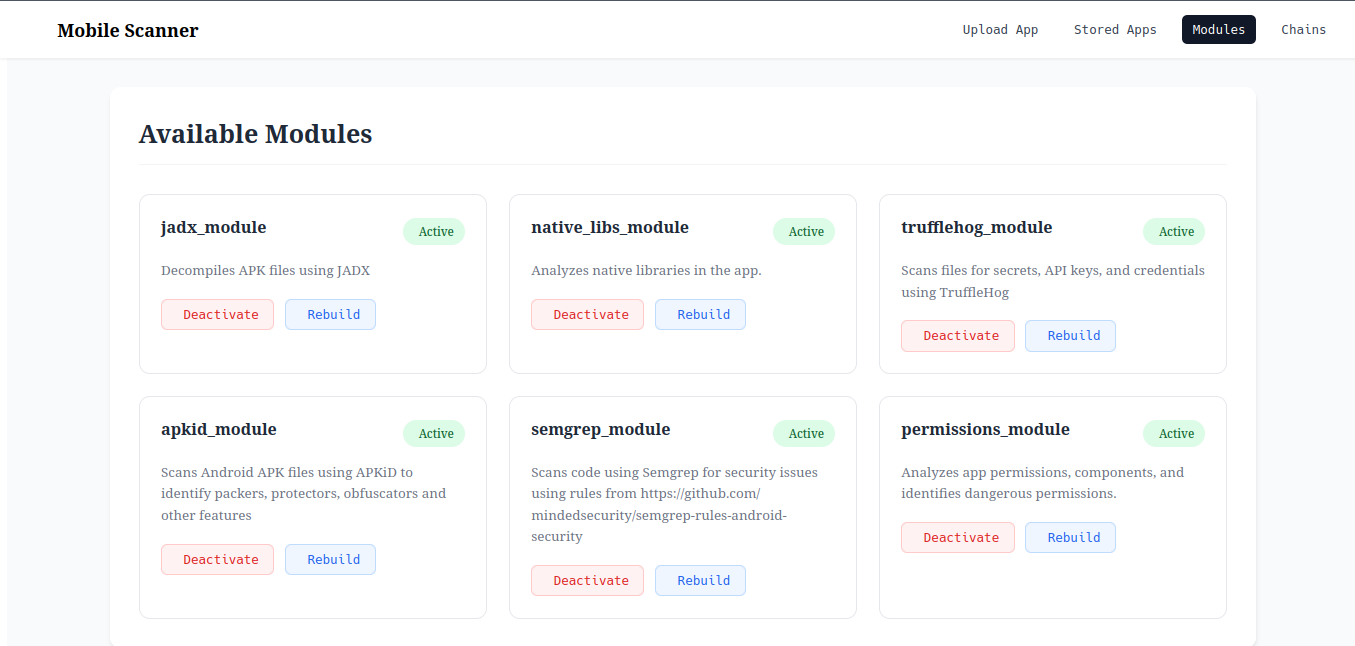 Mobile Scanner
Upload App
Stored Apps
Modules
Chains
Available Modules
jadx_module
Active
Decompiles APK files using JADX
Deactivate
Rebuild
native_libs_module
Active
Analyzes native libraries in the app.
Deactivate
Rebuild
trufflehog_module
Active
Scans files for secrets, API keys, and credentials
using TruffleHog
Deactivate
Rebuild
apkid_module
Active
Scans Android APK files using APKiD to
identify packers, protectors, obfuscators and
other features
Deactivate
Rebuild
semgrep_module
Active
Scans code using Semgrep for security issues
using rules from https://github.com/
mindedsecurity/semgrep-rules-android-
security
Deactivate
Rebuild
permissions_module
Active
Analyzes app permissions, components, and
identifies dangerous permissions.
Deactivate
Rebuild